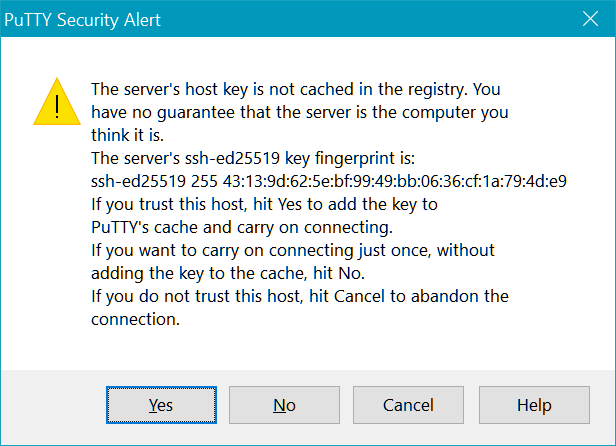 PuTTY Security Alert
The server's host key is not cached in the registry. You
have no guarantee that the server is the computer you
think it is.
The server's ssh-ed25519 key fingerprint is:
ssh-ed25519 255 43:13:9d:62:5e:bf:99:49:bb:06:36:cf:1a:79:4d:e9
If you trust this host, hit Yes to add the key to
PuTTY's cache and carry on connecting.
If you want to carry on connecting just once, without
adding the key to the cache, hit No.
If you do not trust this host, hit Cancel to abandon the
connection.
Yes No Cancel Help